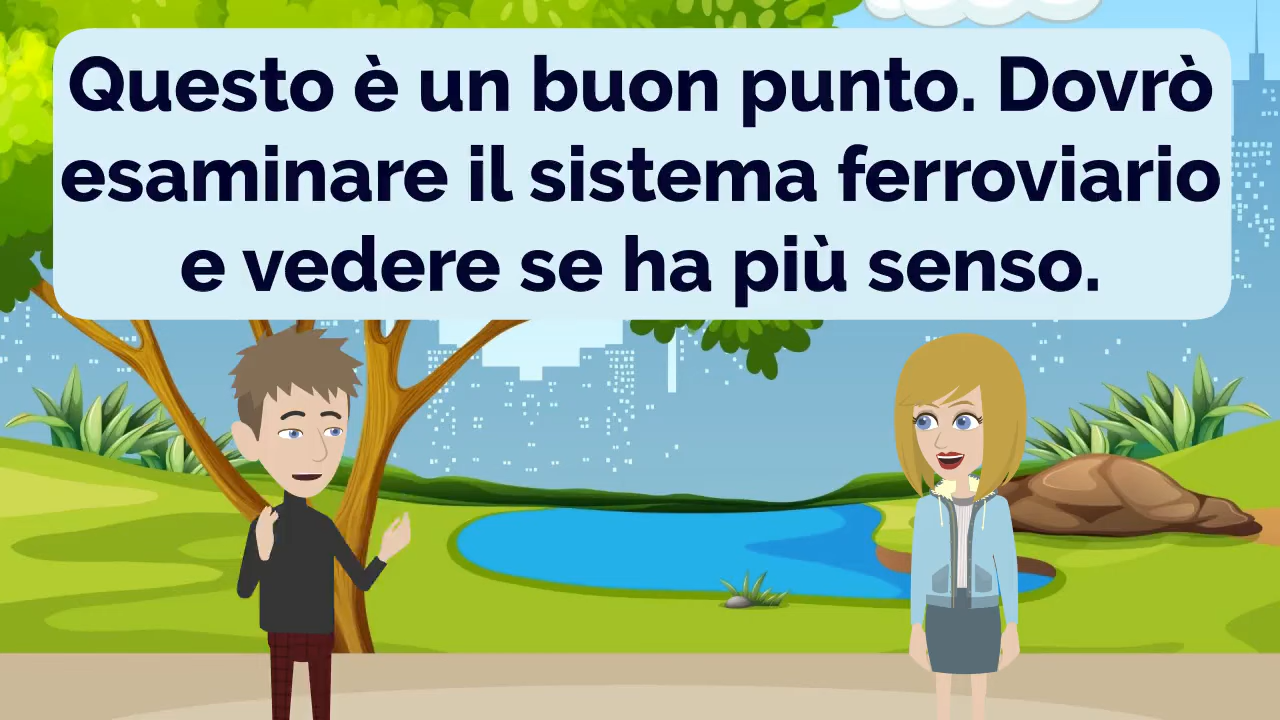 Questo è un buon punto. Dovrò
esaminare il sistema ferroviario
e vedere se ha più senso.